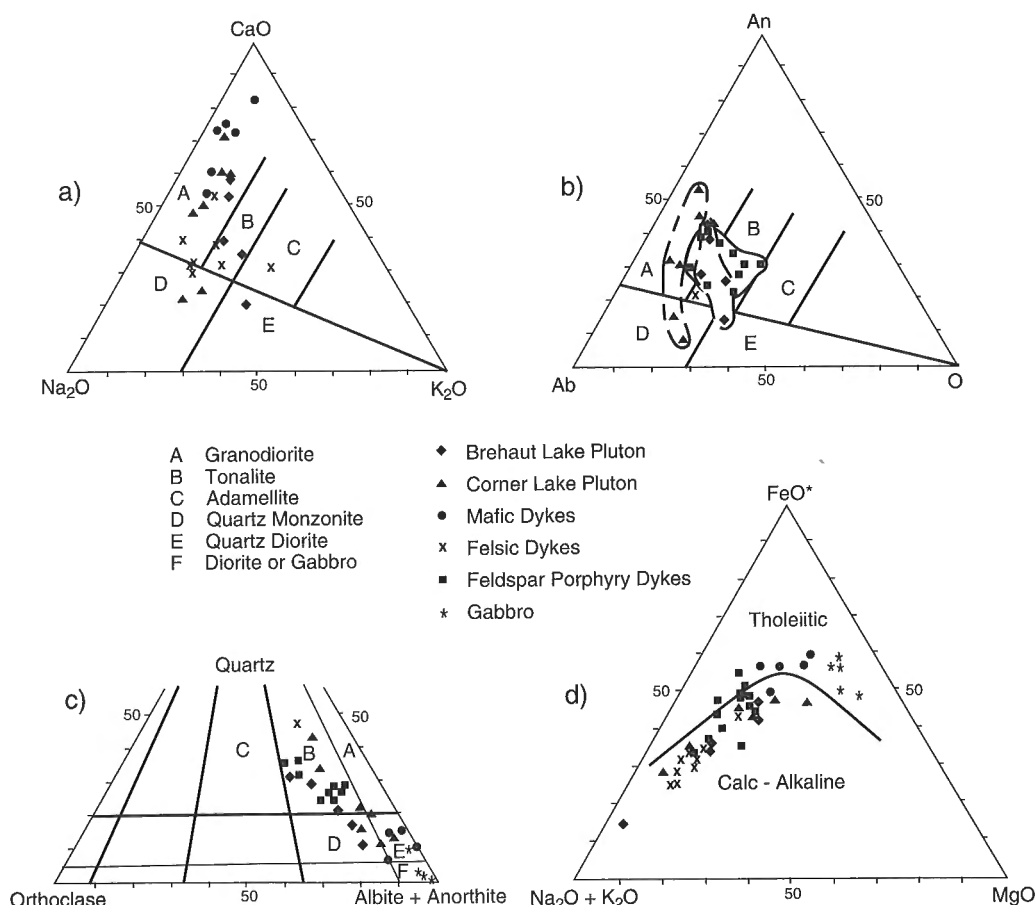 CaO
a)
50
50
A
B
C
D
E
Na₂O
50
K₂O
An
b)
50
50
A
B
C
D
E
Ab
50
O
A Granodiorite
B Tonalite
C Adamellite
D Quartz Monzonite
E Quartz Diorite
F Diorite or Gabbro
Brehaut Lake Pluton
Corner Lake Pluton
Mafic Dykes
x Felsic Dykes
Feldspar Porphyry Dykes
* Gabbro
Quartz
c)
50
50
C
B
A
D
E
F
Orthoclase
50
Albite + Anorthite
FeO*
d)
Tholeiitic
50
50
Calc - Alkaline
Na₂O + K₂O
50
MgO